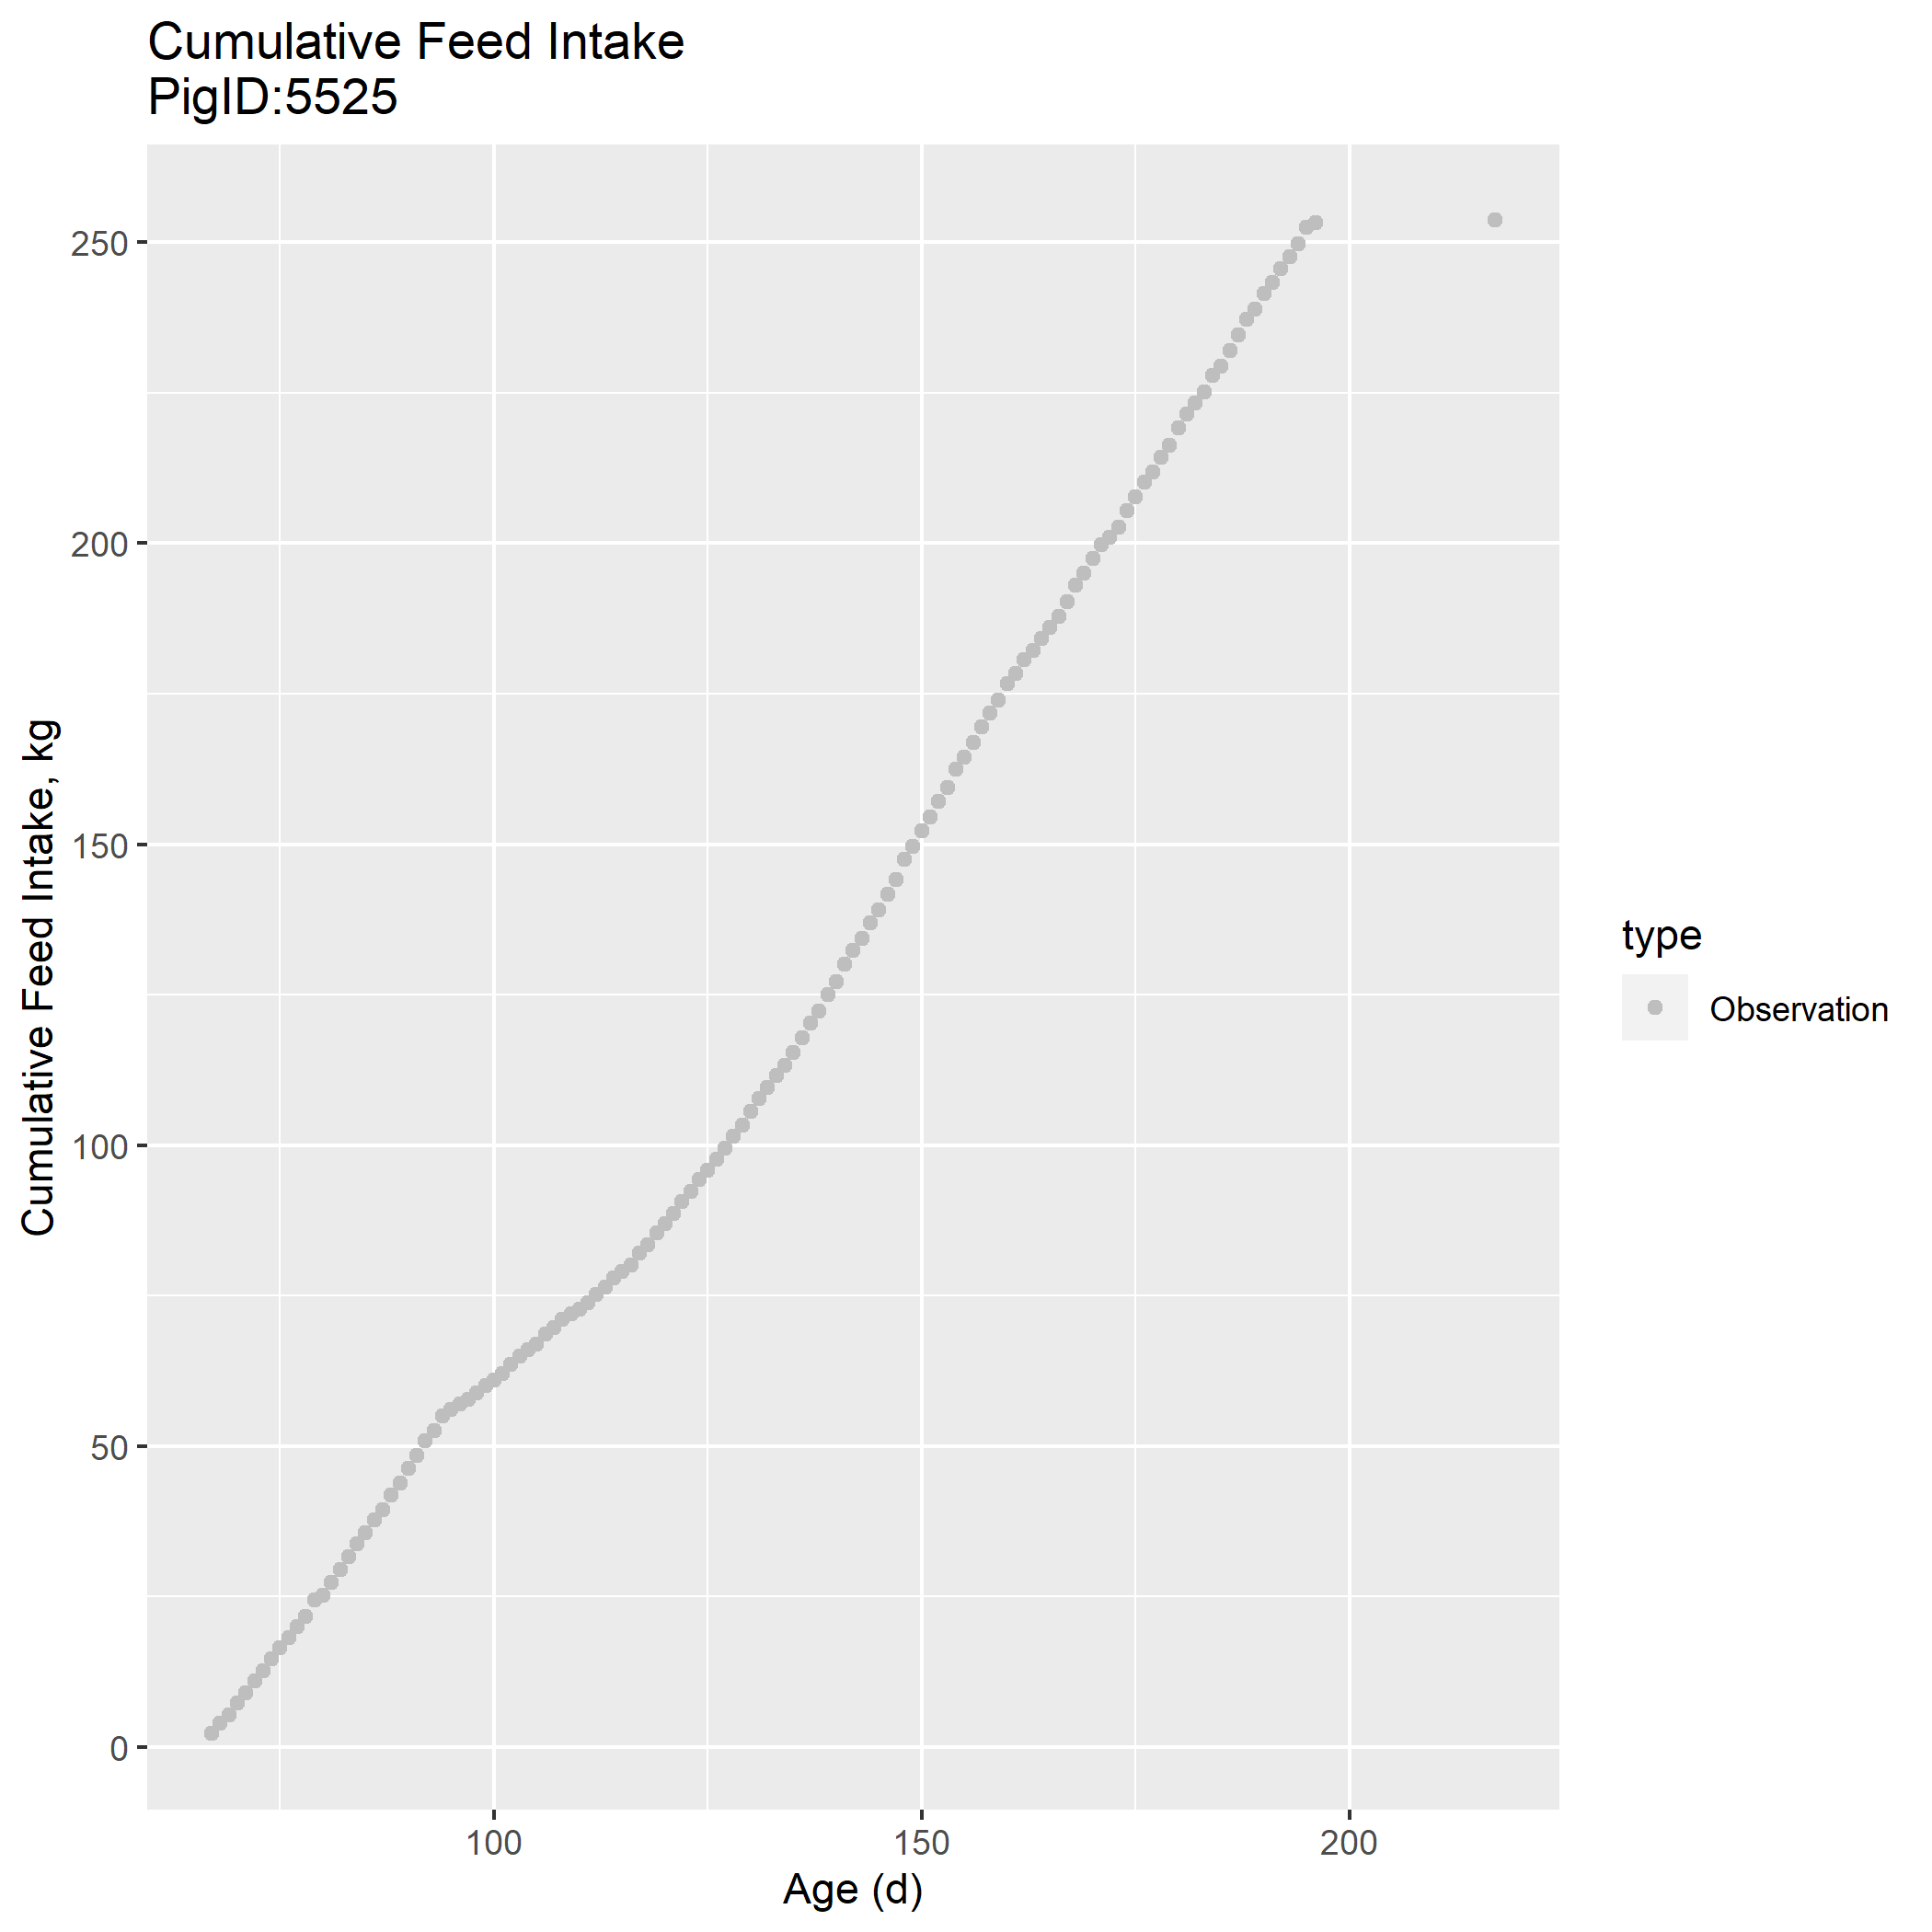 Cumulative Feed Intake
PigID:5525
Cumulative Feed Intake, kg
250
200
150
100
50
0
100
150
200
Age (d)
type
Observation